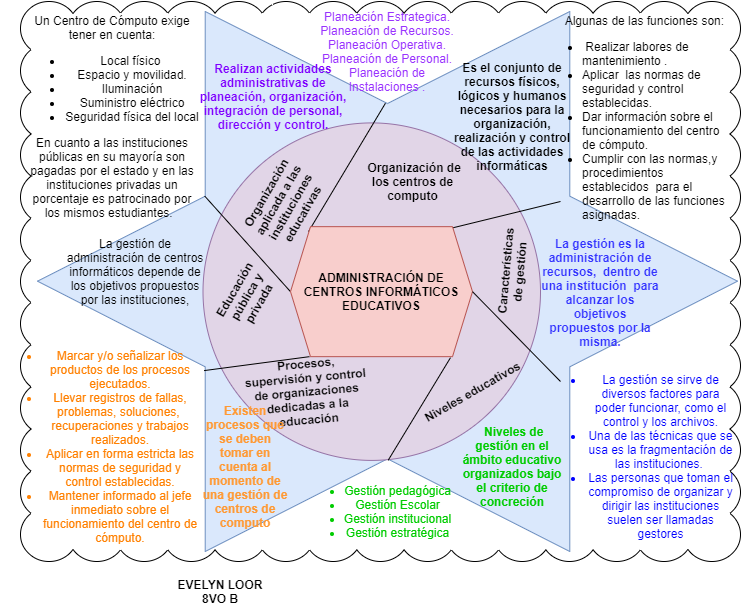 Un Centro de Cómputo exige
tener en cuenta:
Local físico
Espacio y movilidad.
Iluminación
Suministro eléctrico
Seguridad física del local
En cuanto a las instituciones
públicas en su mayoría son
pagadas por el estado y en las
instituciones privadas un
porcentaje es patrocinado por
los mismos estudiantes.
Planeación Estrategica.
Planeación de Recursos.
Planeación Operativa.
Planeación de Personal.
Planeación de
Instalaciones .
Realizan actividades
administrativas de
planeación, organización,
integración de personal,
dirección y control.
Es el conjunto de
recursos físicos,
lógicos y humanos
necesarios para la
organización,
realización y control
de las actividades
informáticas
Algunas de las funciones son:
Realizar labores de
mantenimiento .
Aplicar las normas de
seguridad y control
establecidas.
Dar información sobre el
funcionamiento del centro
de cómputo.
Cumplir con las normas,y
procedimientos
establecidos para el
desarrollo de las funciones
asignadas.
Organización
aplicada a las
instituciones
educativas
Organización de
los centros de
computo
Características
de gestión
La gestión de
administración de centros
informáticos depende de
los objetivos propuestos
por las instituciones,
Educación
pública y
privada
ADMINISTRACIÓN DE
CENTROS INFORMÁTICOS
EDUCATIVOS
La gestión es la
administración de
recursos, dentro de
una institución para
alcanzar los
objetivos
propuestos por la
misma.
Procesos,
supervisión y control
de organizaciones
dedicadas a la
educación
Niveles educativos
Marcar y/o señalizar los
productos de los procesos
ejecutados.
Llevar registros de fallas,
problemas, soluciones,
recuperaciones y trabajos
realizados.
Aplicar en forma estricta las
normas de seguridad y
control establecidas.
Mantener informado al jefe
inmediato sobre el
funcionamiento del centro de
cómputo.
Existen
procesos que
se deben
tomar en
cuenta al
momento de
una gestión de
centros de
computo
Gestión pedagógica
Gestión Escolar
Gestión institucional
Gestión estratégica
Niveles de
gestión en el
ámbito educativo
organizados bajo
el criterio de
concreción
La gestión se sirve de
diversos factores para
poder funcionar, como el
control y los archivos.
Una de las técnicas que se
usa es la fragmentación de
las instituciones.
Las personas que toman el
compromiso de organizar y
dirigir las instituciones
suelen ser llamadas
gestores
EVELYN LOOR
8VO B